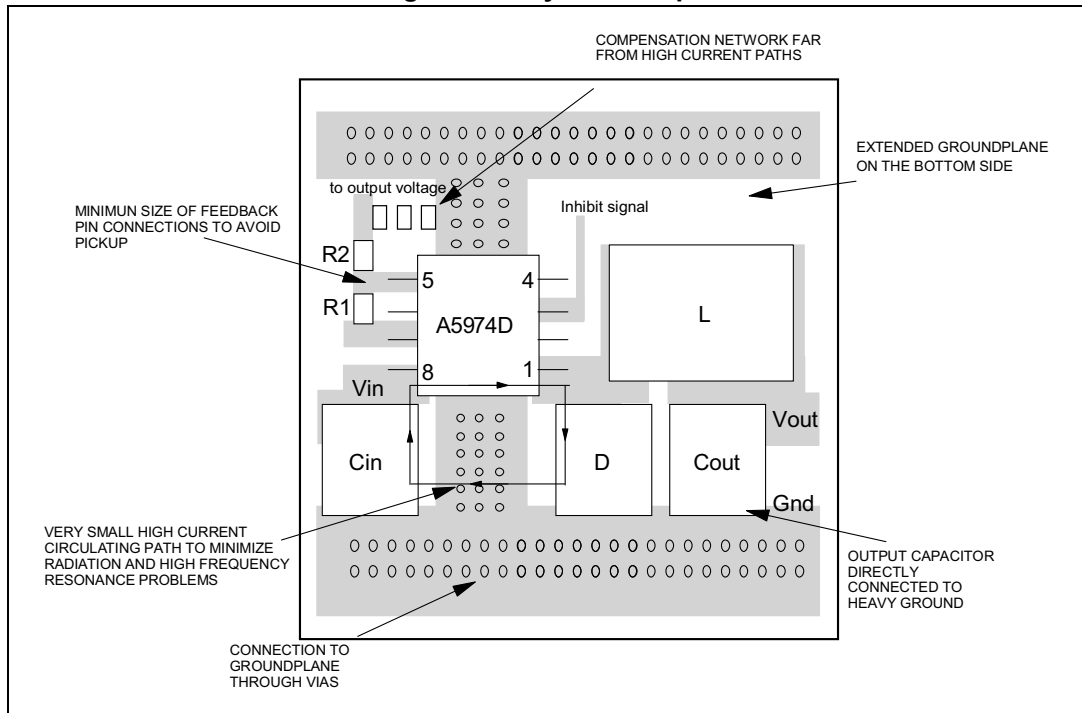 COMPENSATION NETWORK FAR
FROM HIGH CURRENT PATHS
EXTENDED GROUNDPLANE
ON THE BOTTOM SIDE
to output voltage
Inhibit signal
MINIMUN SIZE OF FEEDBACK
PIN CONNECTIONS TO AVOID
PICKUP
R2
R1
5
4
A5974D
8
1
L
Vin
Vout
Cin
D
Cout
Gnd
VERY SMALL HIGH CURRENT
CIRCULATING PATH TO MINIMIZE
RADIATION AND HIGH FREQUENCY
RESONANCE PROBLEMS
OUTPUT CAPACITOR
DIRECTLY
CONNECTED TO
HEAVY GROUND
CONNECTION TO
GROUNDPLANE
THROUGH VIAS